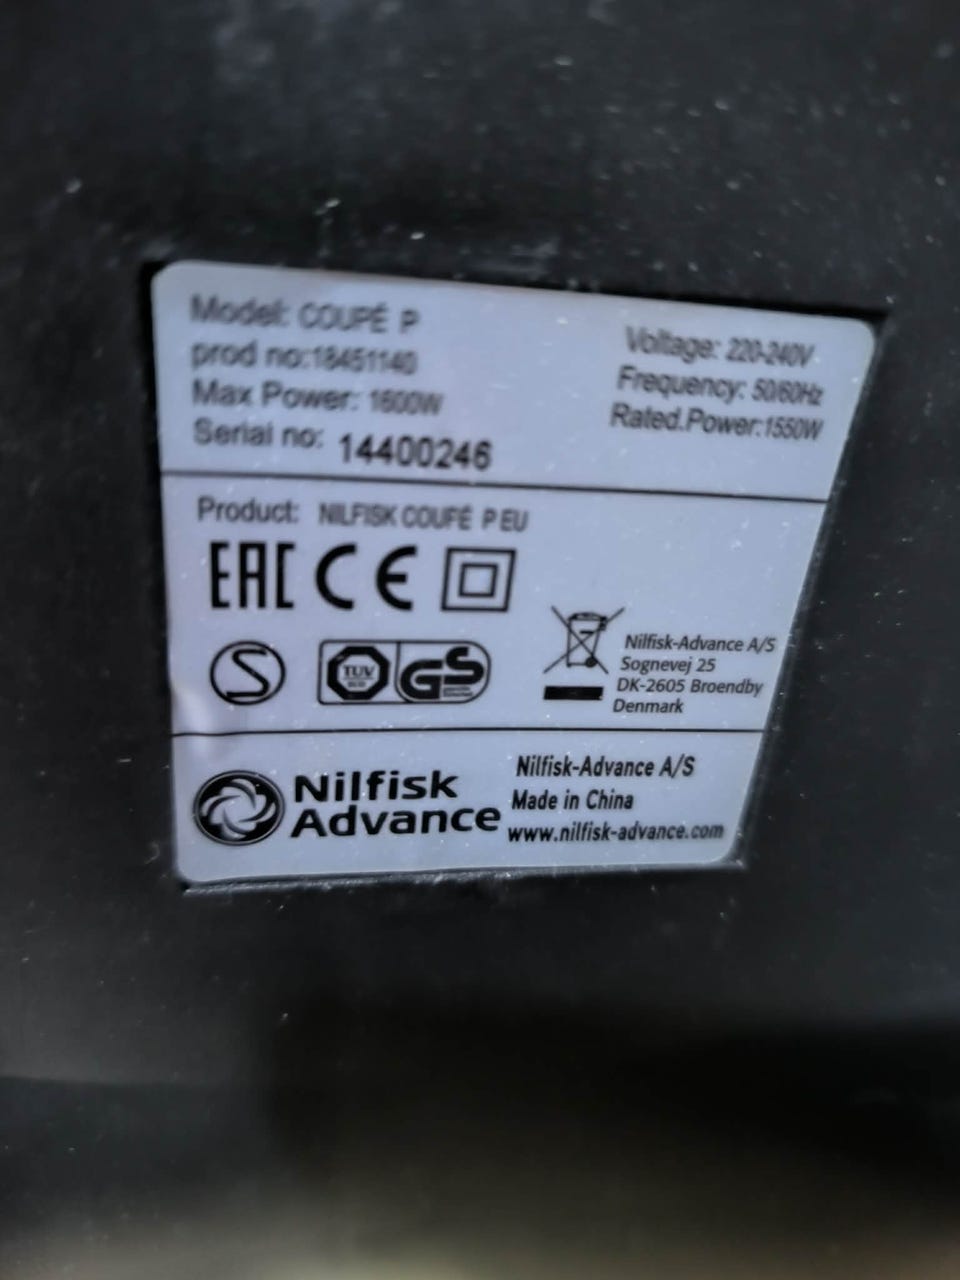 Model: COUPÉ P
prod no:18451140
Max Power: 1600W
Serial no: 14400246
Voltage: 220-240V
Frequency: 50/60Hz
Rated.Power:1550W
Product: NILFISK COUPÉ P EU
EAC CE
S
TÜV
GS
Nilfisk-Advance A/S
Sognevej 25
DK-2605 Broendby
Denmark
Nilfisk
Advance
Nilfisk-Advance A/S
Made in China
www.nilfisk-advance.com